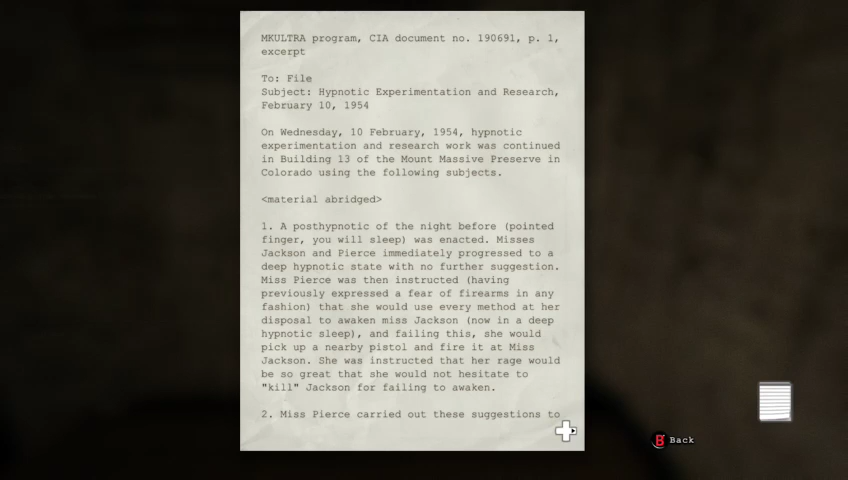 MKULTRA program, CIA document no. 190691, p. 1,
excerpt
To: File
Subject: Hypnotic Experimentation and Research,
February 10, 1954
On Wednesday, 10 February, 1954, hypnotic
experimentation and research work was continued
in Building 13 of the Mount Massive Preserve in
Colorado using the following subjects.
<material abridged>
1. A posthypnotic of the night before (pointed
finger, you will sleep) was enacted. Misses
Jackson and Pierce immediately progressed to a
deep hypnotic state with no further suggestion.
Miss Pierce was then instructed (having
previously expressed a fear of firearms in any
fashion) that she would use every method at her
disposal to awaken miss Jackson (now in a deep
hypnotic sleep), and failing this, she would
pick up a nearby pistol and fire it at Miss
Jackson. She was instructed that her rage would
be so great that she would not hesitate to
"kill" Jackson for failing to awaken.
2. Miss Pierce carried out these suggestions to
B Back